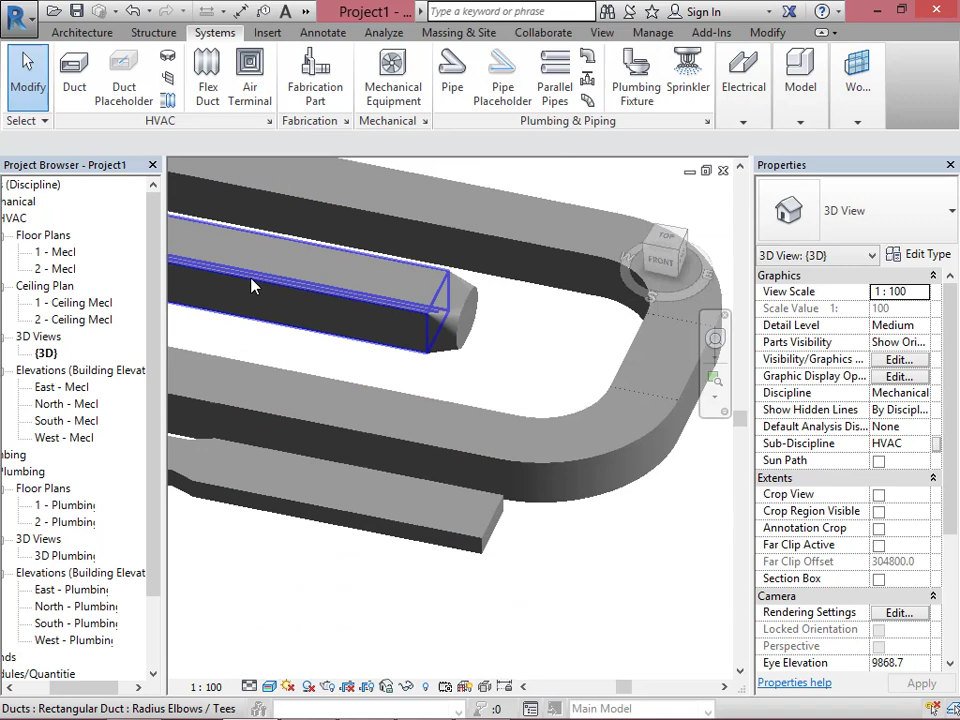 Project1 - ...
Type a keyword or phrase
Sign In
Architecture Structure Systems Insert Annotate Analyze Massing & Site Collaborate View Manage Add-Ins Modify
Modify
Duct
Duct Placeholder
Flex Duct
Air Terminal
Fabrication Part
Mechanical Equipment
Pipe
Pipe Placeholder
Parallel Pipes
Plumbing Fixture
Sprinkler
Electrical
Model
Wo...
Select HVAC Fabrication Mechanical Plumbing & Piping
Project Browser - Project1
(Discipline)
hanical
HVAC
Floor Plans
1 - Mecl
2 - Mecl
Ceiling Plan
1 - Ceiling Mecl
2 - Ceiling Mecl
3D Views
{3D}
Elevations (Building Elevat
East - Mecl
North - Mecl
South - Mecl
West - Mecl
nbing
Plumbing
Floor Plans
1 - Plumbing
2 - Plumbing
3D Views
3D Plumbing
Elevations (Building Elevat
East - Plumbing
North - Plumbing
South - Plumbing
West - Plumbing
nds
dules/Quantitie
TOP
FRONT
W
S
E
Properties
3D View
3D View: {3D} Edit Type
Graphics
View Scale 1 : 100
Scale Value 1: 100
Detail Level Medium
Parts Visibility Show Ori...
Visibility/Graphics ... Edit...
Graphic Display Op... Edit...
Discipline Mechanical
Show Hidden Lines By Discipl...
Default Analysis Dis... None
Sub-Discipline HVAC
Sun Path
Extents
Crop View
Crop Region Visible
Annotation Crop
Far Clip Active
Far Clip Offset 304800.0
Section Box
Camera
Rendering Settings Edit...
Locked Orientation
Perspective
Eye Elevation 9868.7
Properties help Apply
1 : 100
Ducts : Rectangular Duct : Radius Elbows / Tees
:0
Main Model